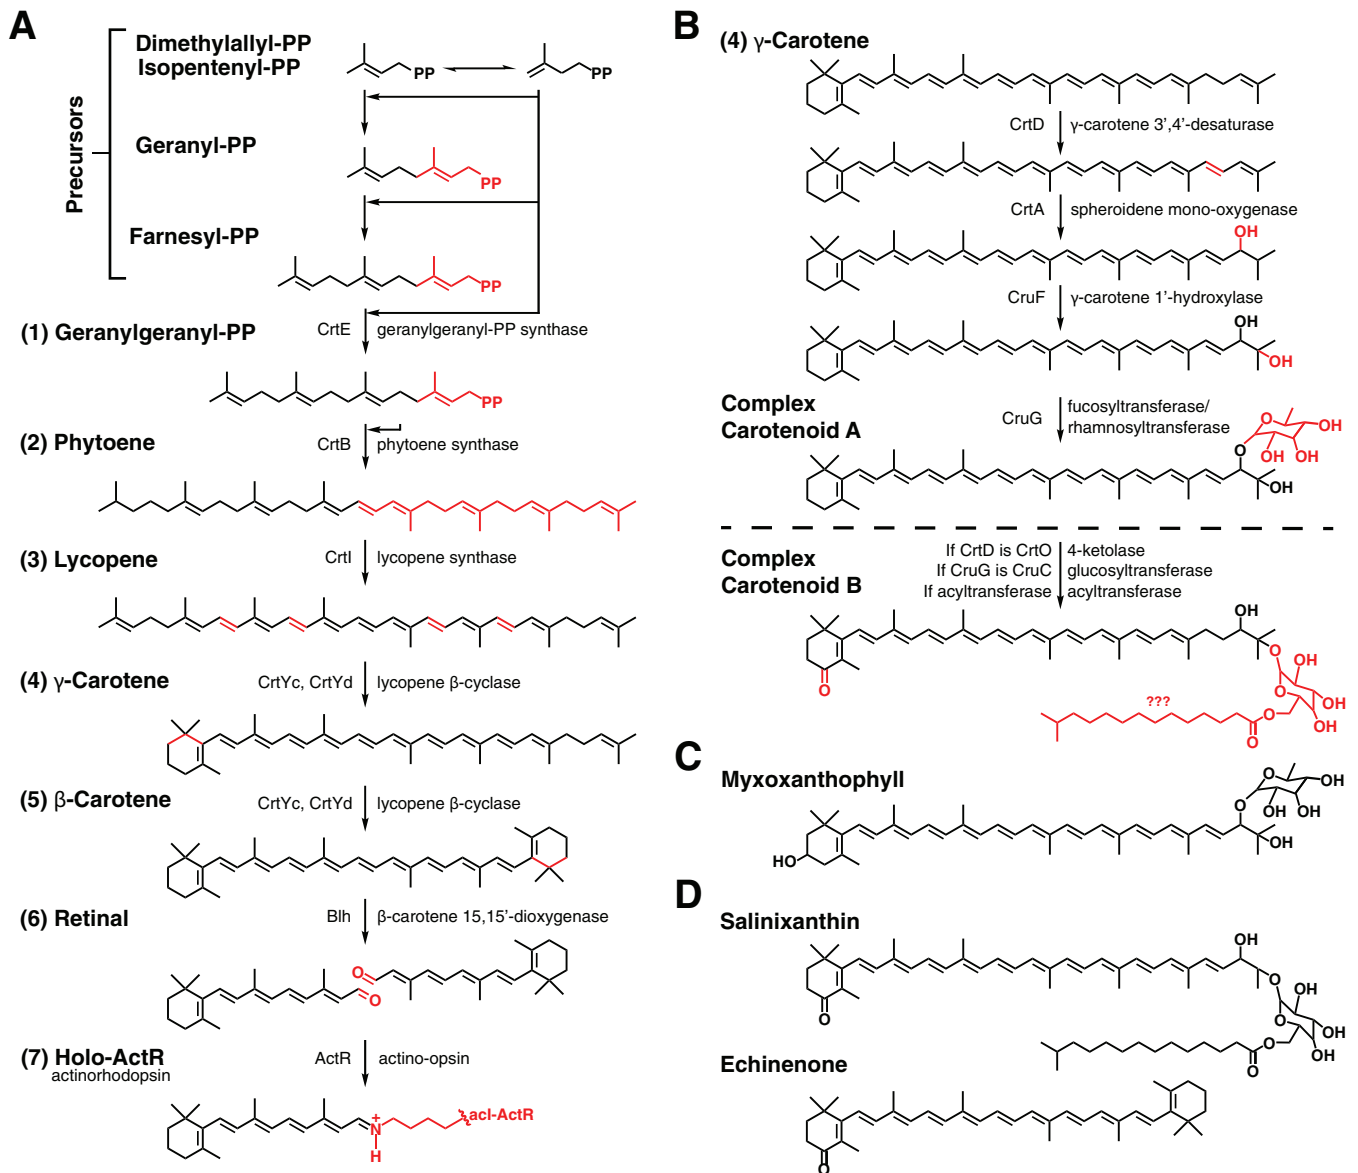 A
Precursors
Dimethylallyl-PP
Isopentenyl-PP
PP
PP
Geranyl-PP
PP
Farnesyl-PP
PP
(1) Geranylgeranyl-PP
CrtE
geranylgeranyl-PP synthase
PP
(2) Phytoene
CrtB
phytoene synthase
(3) Lycopene
CrtI
lycopene synthase
(4) γ-Carotene
CrtYc, CrtYd
lycopene β-cyclase
(5) β-Carotene
CrtYc, CrtYd
lycopene β-cyclase
(6) Retinal
Blh
β-carotene 15,15'-dioxygenase
O
O
(7) Holo-ActR
actinorhodopsin
ActR
actino-opsin
+
N
H
acI-ActR
B
(4) γ-Carotene
CrtD
γ-carotene 3',4'-desaturase
CrtA
spheroidene mono-oxygenase
OH
CruF
γ-carotene 1'-hydroxylase
OH
OH
Complex
Carotenoid A
CruG
fucosyltransferase/
rhamnosyltransferase
O
OH
OH
OH
O
OH
Complex
Carotenoid B
If CrtD is CrtO
4-ketolase
If CruG is CruC
glucosyltransferase
If acyltransferase
acyltransferase
OH
O
O
OH
O
OH
OH
???
O
O
C
Myxoxanthophyll
O
OH
OH
OH
O
OH
HO
D
Salinixanthin
OH
O
O
OH
O
OH
OH
O
O
Echinenone
O